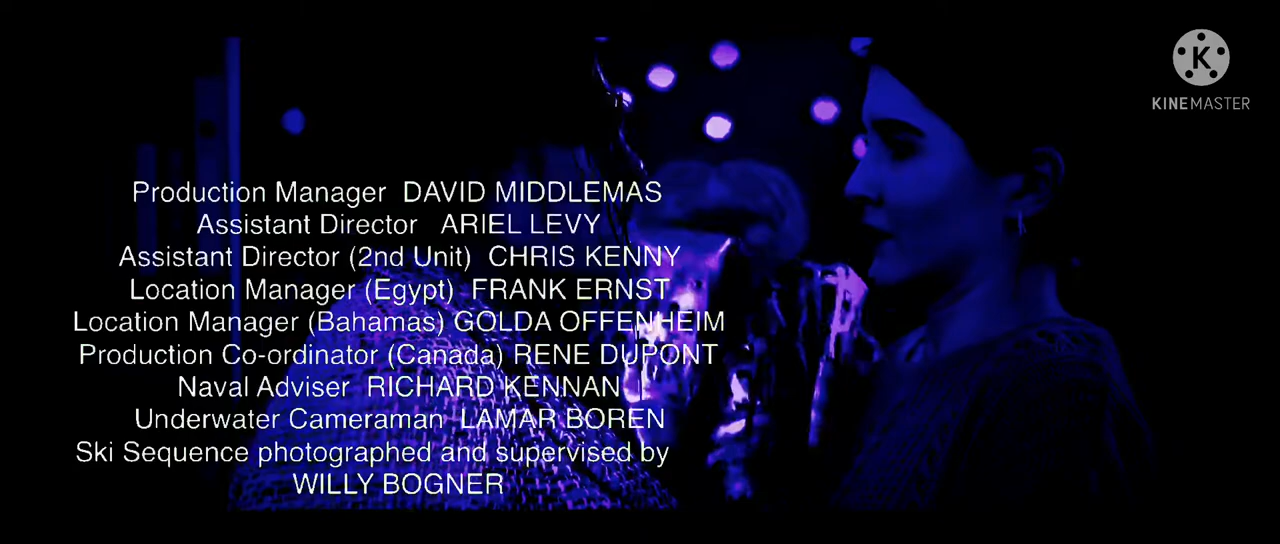 KINEMASTER
Production Manager DAVID MIDDLEMAS
Assistant Director ARIEL LEVY
Assistant Director (2nd Unit) CHRIS KENNY
Location Manager (Egypt) FRANK ERNST
Location Manager (Bahamas) GOLDA OFFENHEIM
Production Co-ordinator (Canada) RENE DUPONT
Naval Adviser RICHARD KENNAN
Underwater Cameraman LAMAR BOREN
Ski Sequence photographed and supervised by
WILLY BOGNER